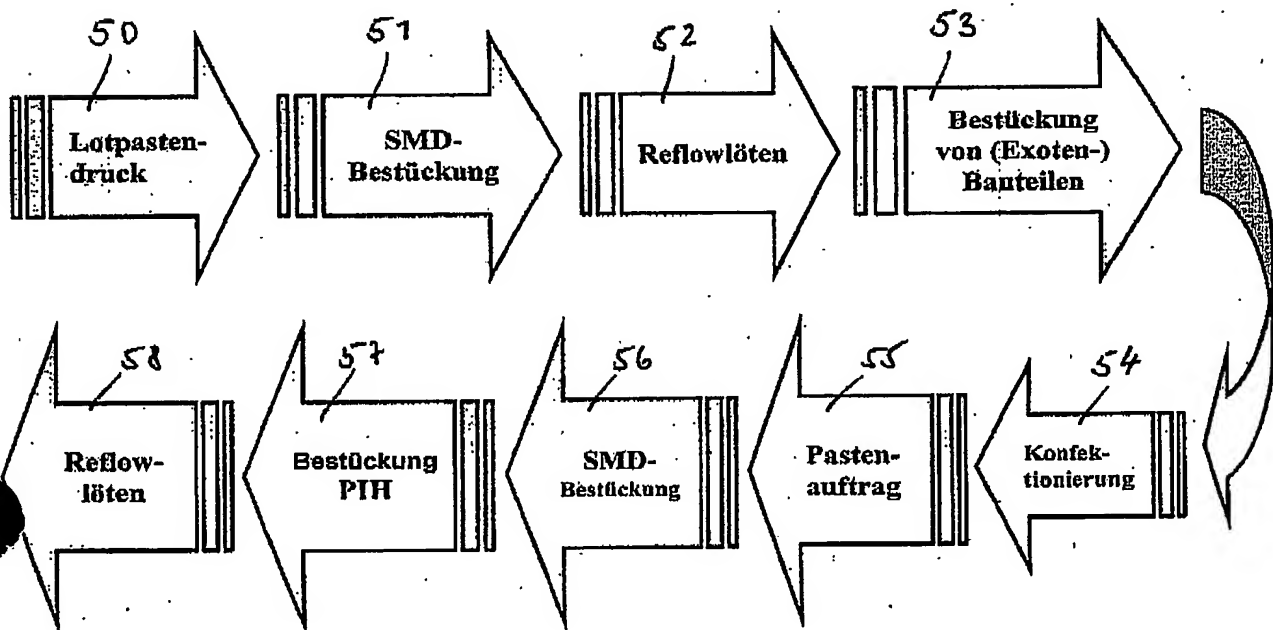 50
51
52
53
Lotpasten-
druck
SMD-
Bestückung
Reflowlöten
Bestückung
von (Exoten-)
Bauteilen
58
57
56
55
54
Reflow-
löten
Bestückung
PIH
SMD-
Bestückung
Pasten-
auftrag
Konfek-
tionierung